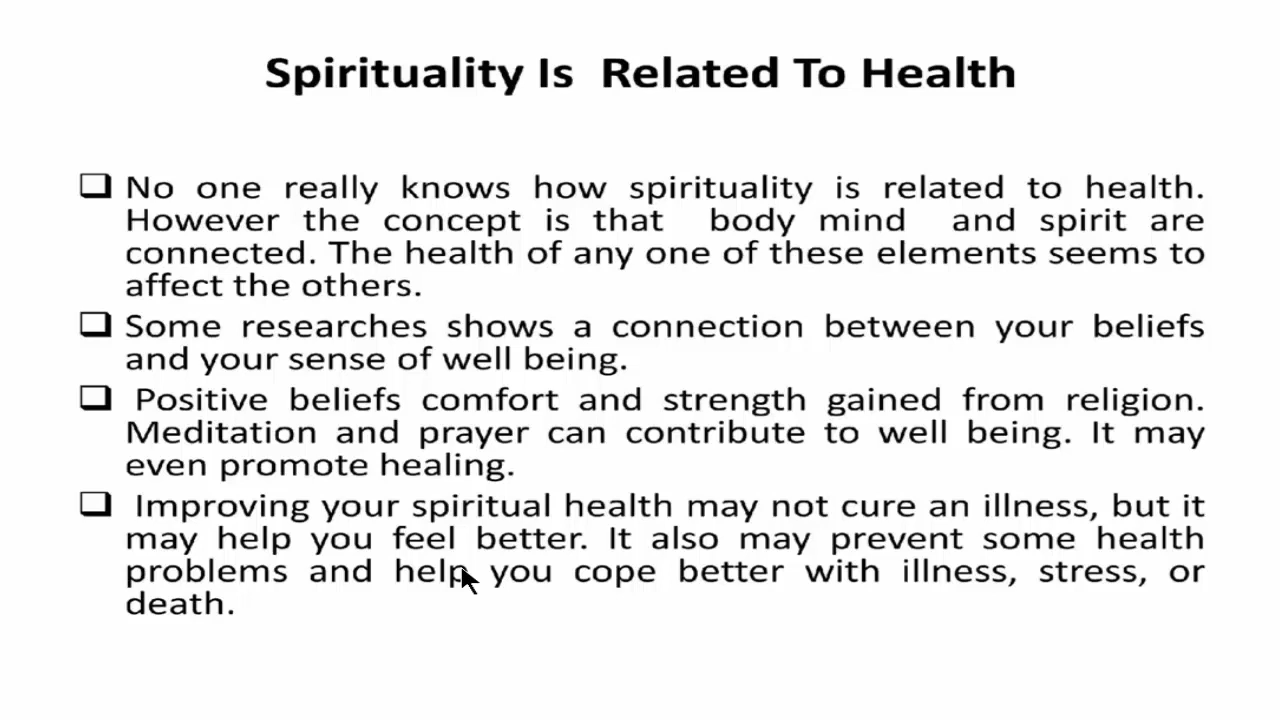 Spirituality Is Related To Health
No one really knows how spirituality is related to health.
However the concept is that body mind and spirit are
connected. The health of any one of these elements seems to
affect the others.
Some researches shows a connection between your beliefs
and your sense of well being.
Positive beliefs comfort and strength gained from religion.
Meditation and prayer can contribute to well being. It may
even promote healing.
Improving your spiritual health may not cure an illness, but it
may help you feel better. It also may prevent some health
problems and help you cope better with illness, stress, or
death.